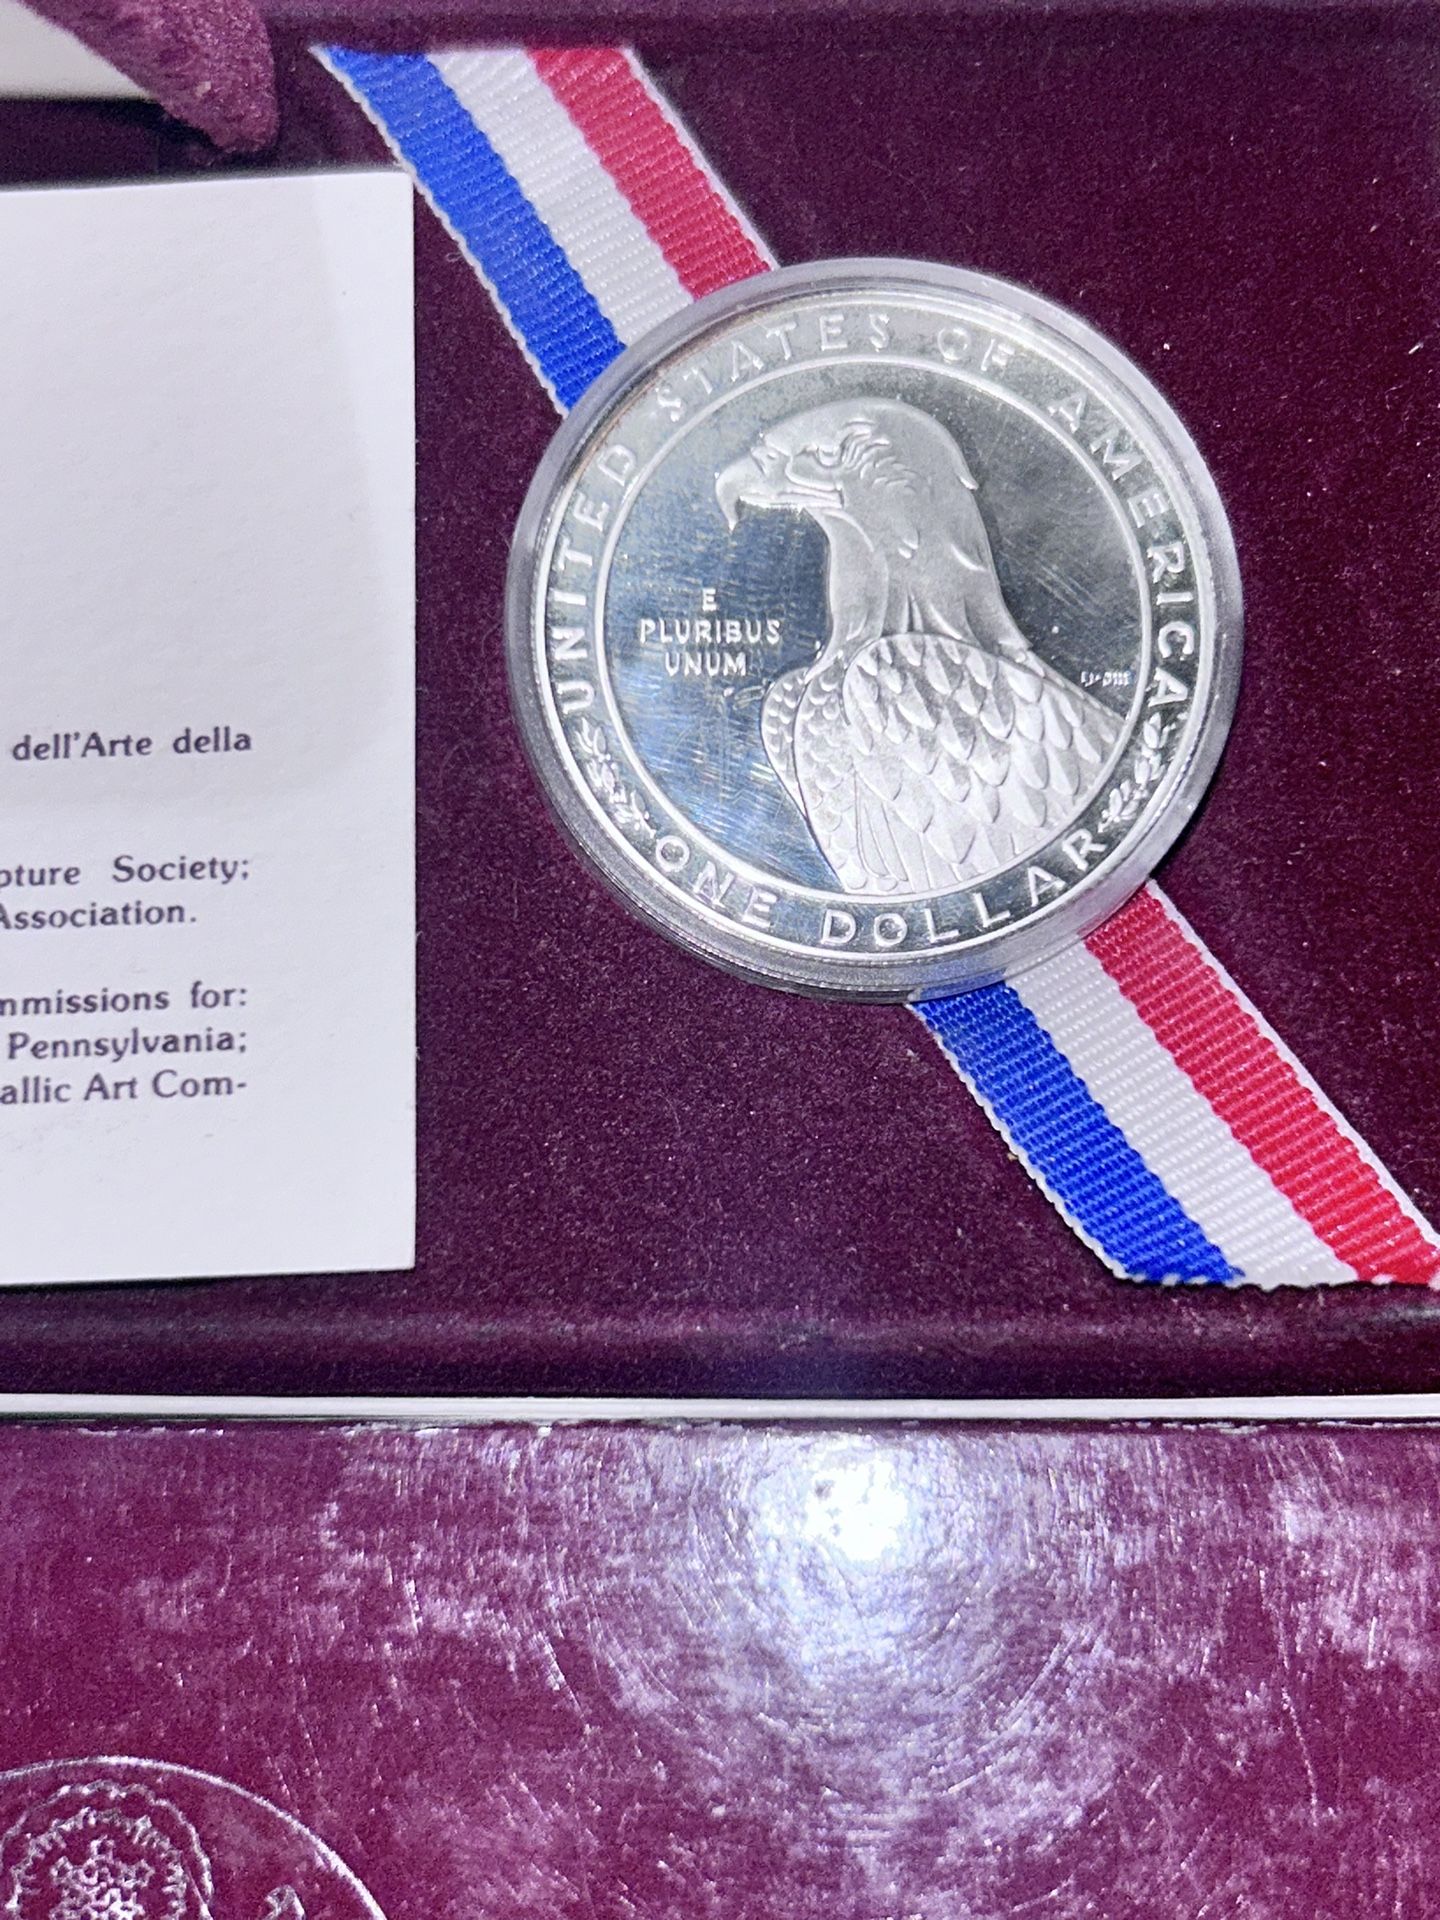 dell'Arte della
pture Society;
Association.
mmissions for:
Pennsylvania;
allic Art Com-
UNITED STATES OF AMERICA
E
PLURIBUS
UNUM
ONE DOLLAR